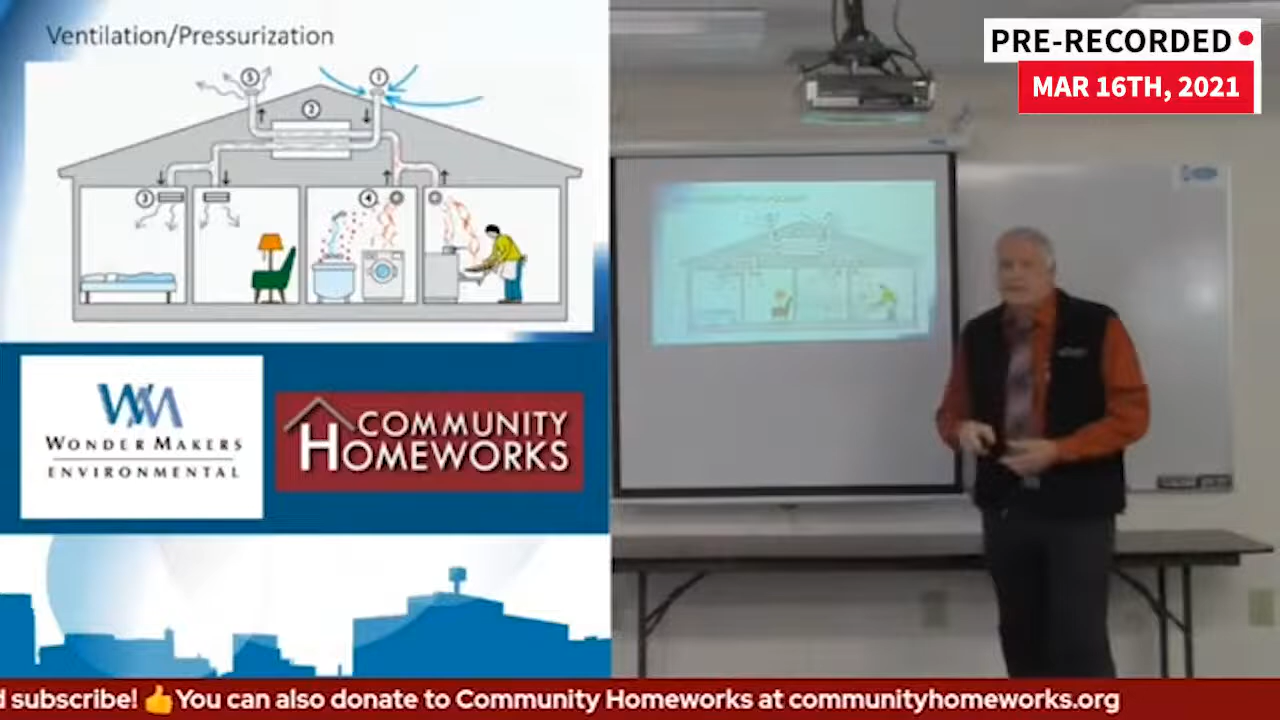 Ventilation/Pressurization
5
1
2
3
4
PRE-RECORDED
MAR 16TH, 2021
WM
WONDER MAKERS
ENVIRONMENTAL
COMMUNITY
HOMEWORKS
d subscribe! 👍You can also donate to Community Homeworks at communityhomeworks.org